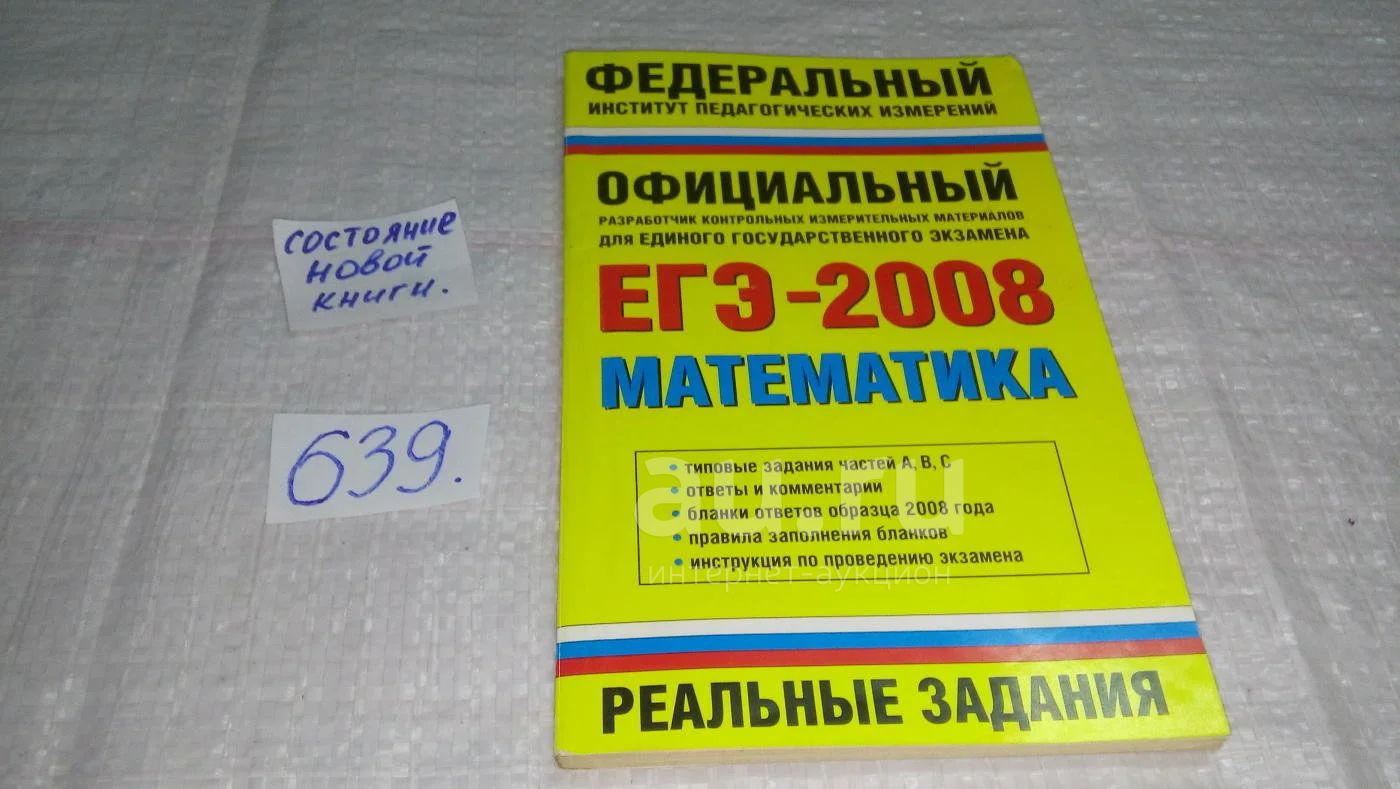 состояние
новой
книги.
639.
ФЕДЕРАЛЬНЫЙ
ИНСТИТУТ ПЕДАГОГИЧЕСКИХ ИЗМЕРЕНИЙ
ОФИЦИАЛЬНЫЙ
РАЗРАБОТЧИК КОНТРОЛЬНЫХ ИЗМЕРИТЕЛЬНЫХ МАТЕРИАЛОВ
ДЛЯ ЕДИНОГО ГОСУДАРСТВЕННОГО ЭКЗАМЕНА
ЕГЭ-2008
МАТЕМАТИКА
• типовые задания частей А, В, С
• ответы и комментарии
• бланки ответов образца 2008 года
• правила заполнения бланков
• инструкция по проведению экзамена
au.ru
интернет-аукцион
РЕАЛЬНЫЕ ЗАДАНИЯ